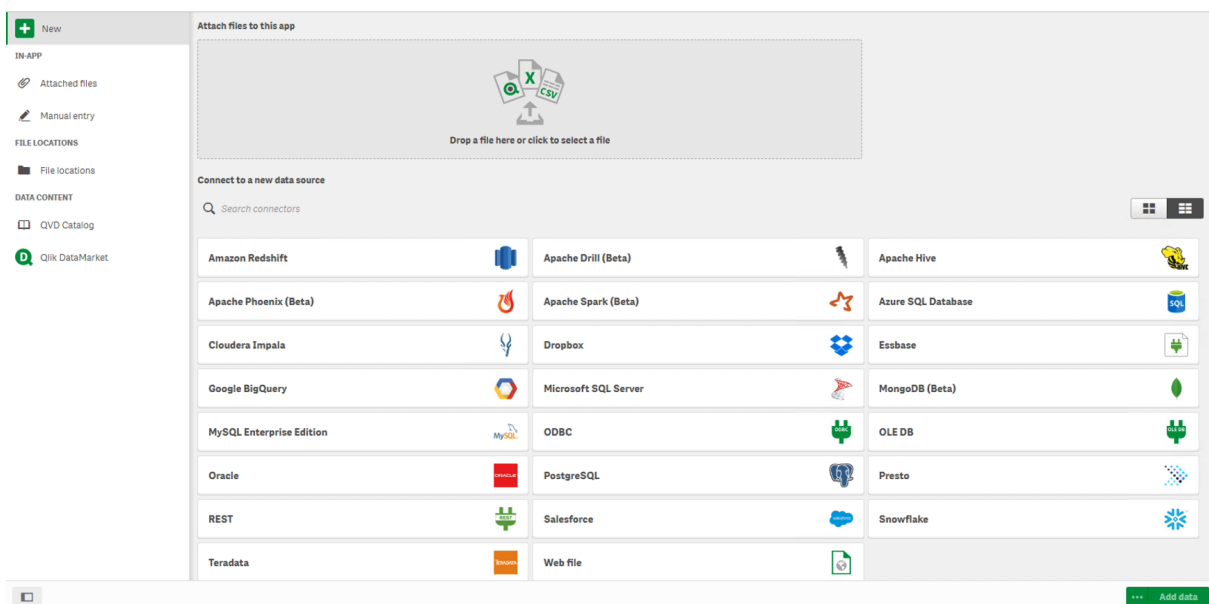 New
IN-APP
Attached files
Manual entry
FILE LOCATIONS
File locations
DATA CONTENT
QVD Catalog
Qlik DataMarket
Attach files to this app
X
CSV
Drop a file here or click to select a file
Connect to a new data source
Search connectors
Amazon Redshift
Apache Drill (Beta)
Apache Hive
HIVE
Apache Phoenix (Beta)
Apache Spark (Beta)
Azure SQL Database
SQL
Cloudera Impala
Dropbox
Essbase
Google BigQuery
Microsoft SQL Server
MongoDB (Beta)
MySQL Enterprise Edition
MySQL
ODBC
ODBC
OLE DB
OLE DB
Oracle
ORACLE
PostgreSQL
Presto
REST
REST
Salesforce
salesforce
Snowflake
Teradata
TERADATA
Web file
Add data